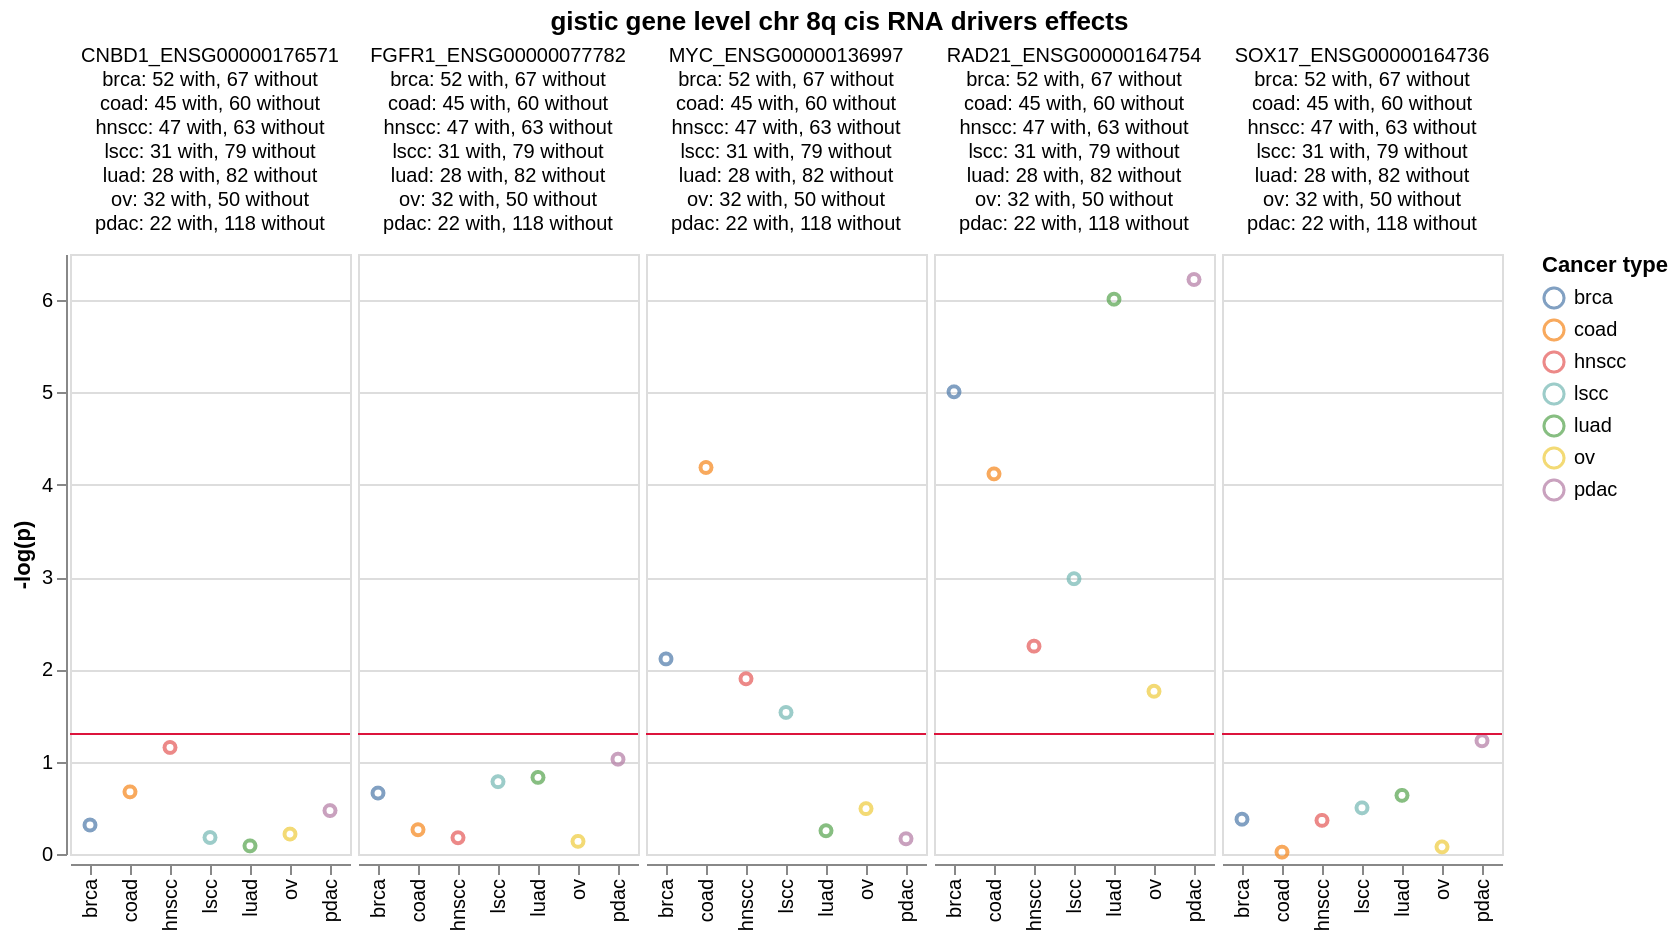 gistic gene level chr 8q cis RNA drivers effects
CNBD1_ENSG00000176571
brca: 52 with, 67 without
coad: 45 with, 60 without
hnscc: 47 with, 63 without
lscc: 31 with, 79 without
luad: 28 with, 82 without
ov: 32 with, 50 without
pdac: 22 with, 118 without
FGFR1_ENSG00000077782
brca: 52 with, 67 without
coad: 45 with, 60 without
hnscc: 47 with, 63 without
lscc: 31 with, 79 without
luad: 28 with, 82 without
ov: 32 with, 50 without
pdac: 22 with, 118 without
MYC_ENSG00000136997
brca: 52 with, 67 without
coad: 45 with, 60 without
hnscc: 47 with, 63 without
lscc: 31 with, 79 without
luad: 28 with, 82 without
ov: 32 with, 50 without
pdac: 22 with, 118 without
RAD21_ENSG00000164754
brca: 52 with, 67 without
coad: 45 with, 60 without
hnscc: 47 with, 63 without
lscc: 31 with, 79 without
luad: 28 with, 82 without
ov: 32 with, 50 without
pdac: 22 with, 118 without
SOX17_ENSG00000164736
brca: 52 with, 67 without
coad: 45 with, 60 without
hnscc: 47 with, 63 without
lscc: 31 with, 79 without
luad: 28 with, 82 without
ov: 32 with, 50 without
pdac: 22 with, 118 without
-log(p)
6
5
4
3
2
1
0
brca
coad
hnscc
lscc
luad
ov
pdac
brca
coad
hnscc
lscc
luad
ov
pdac
brca
coad
hnscc
lscc
luad
ov
pdac
brca
coad
hnscc
lscc
luad
ov
pdac
brca
coad
hnscc
lscc
luad
ov
pdac
Cancer type
brca
coad
hnscc
lscc
luad
ov
pdac